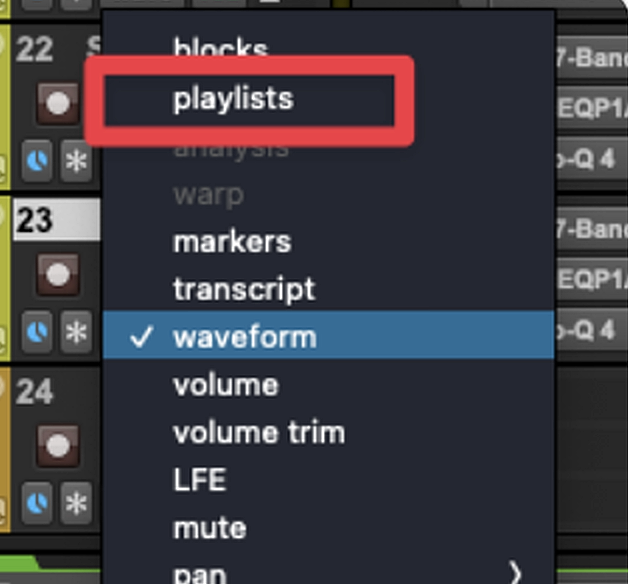 22 S
blocks
7-Band
playlists
EQP1A
analysis
o-Q 4
warp
23
7-Band
markers
EQP1A
transcript
o-Q 4
✓ waveform
24
volume
volume trim
LFE
mute
pan